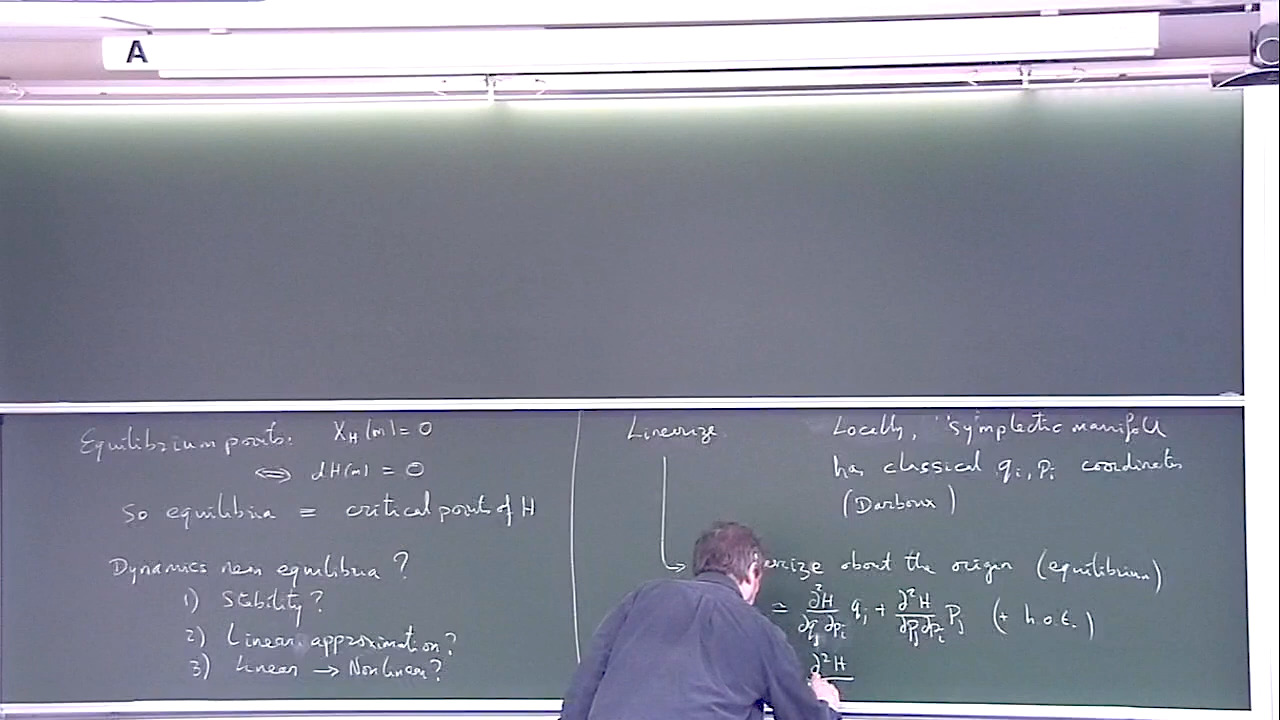 A
Equilibrium points: X_H(m) = 0
⟺ dH(m) = 0
So equilibria = critical points of H
Dynamics near equilibria ?
1) Stability ?
2) Linear approximation ?
3) Linear → Nonlinear ?
Linearize
Locally, symplectic manifold
has classical q_i, p_i coordinates
(Darboux)
erize about the origin (equilibrium)
≃ ∂²H/∂q_j∂p_i q_j + ∂²H/∂p_j∂p_i p_j (+ h.o.t.)
∂²H